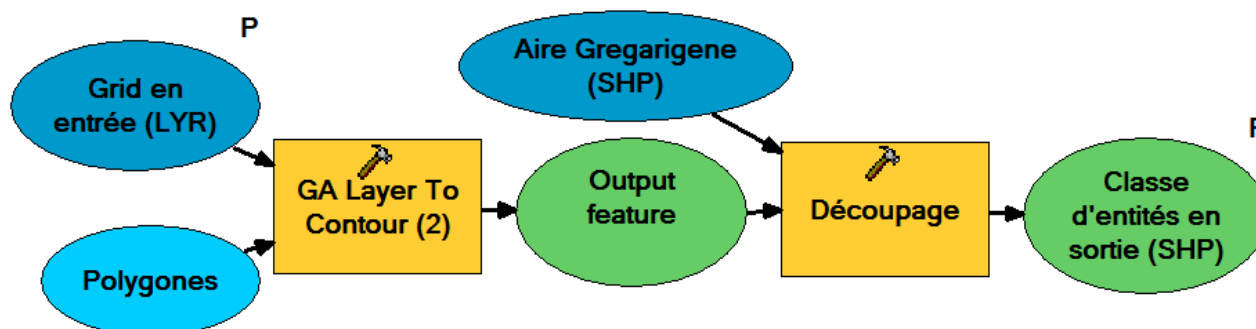 P
Grid en
entrée (LYR)
Polygones
GA Layer To
Contour (2)
Output
feature
Aire Gregarigene
(SHP)
Découpage
Classe
d'entités en
sortie (SHP)